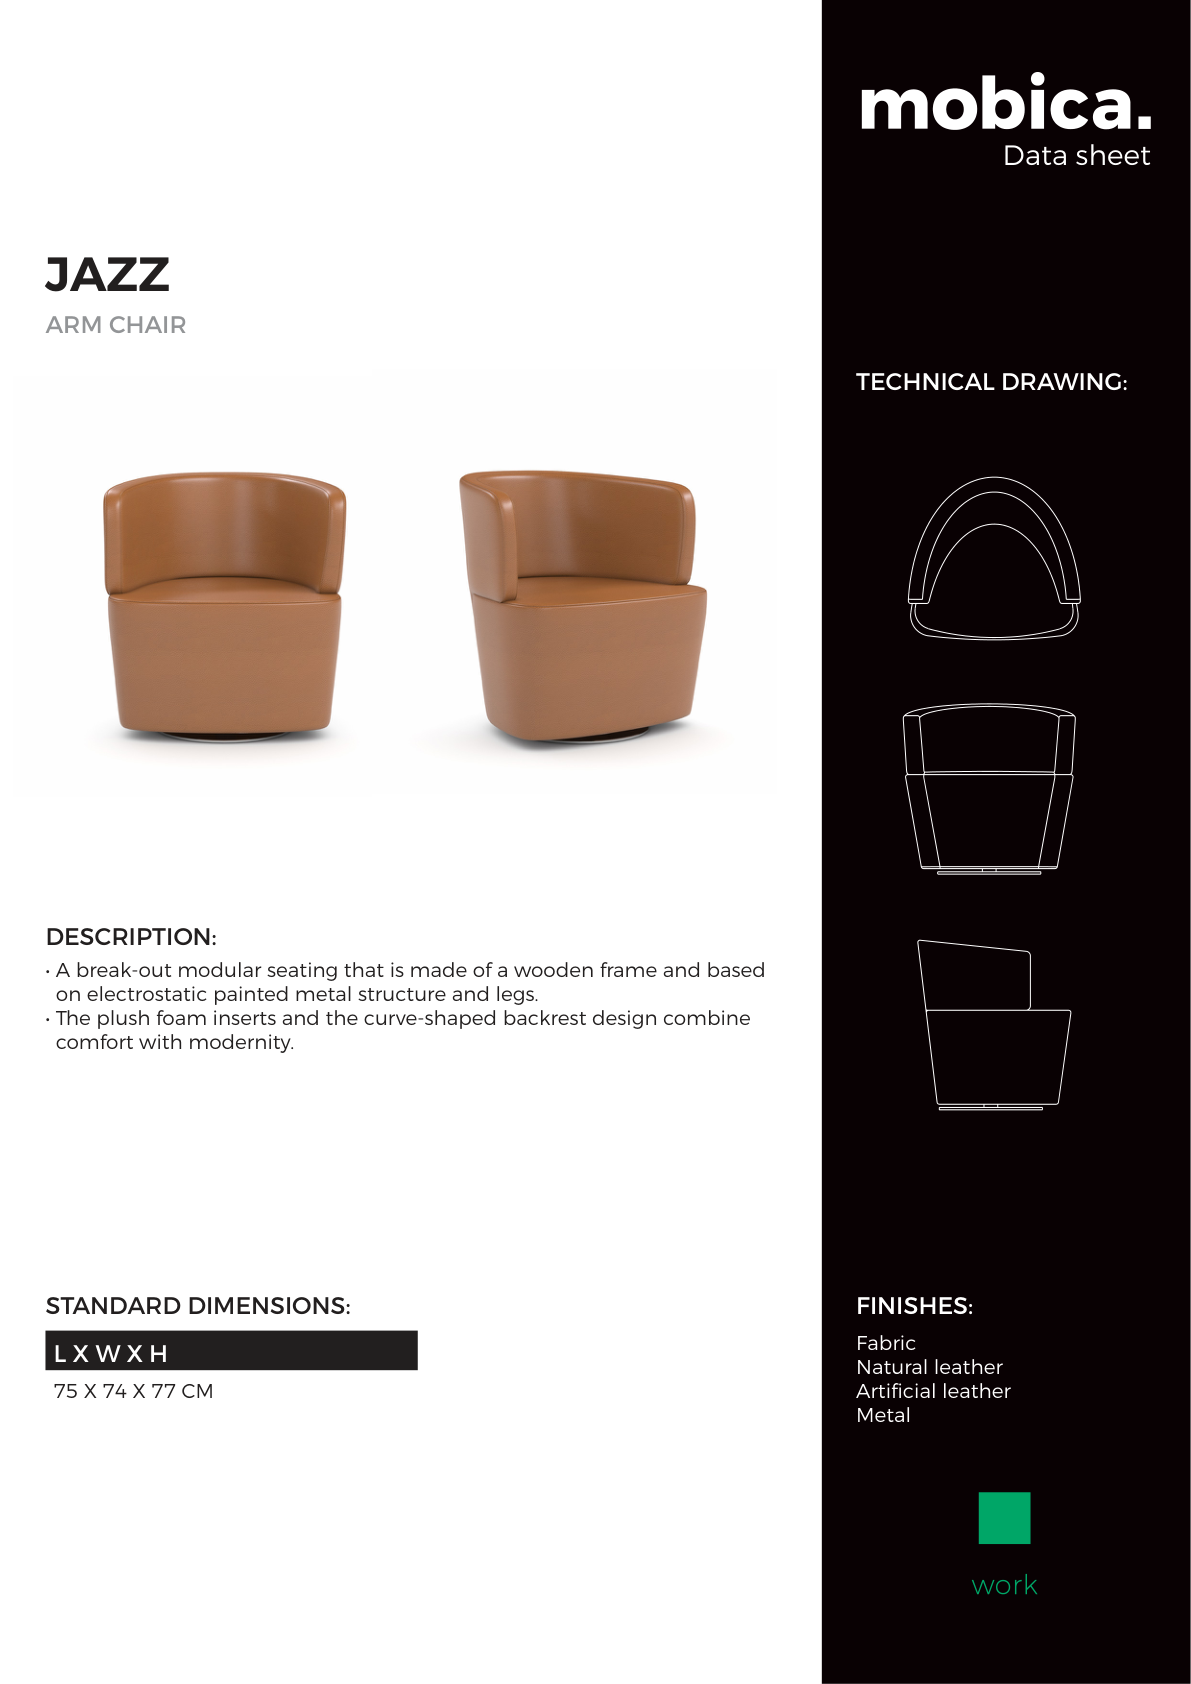 mobica.
Data sheet
JAZZ
ARM CHAIR
TECHNICAL DRAWING:
DESCRIPTION:
• A break-out modular seating that is made of a wooden frame and based
on electrostatic painted metal structure and legs.
• The plush foam inserts and the curve-shaped backrest design combine
comfort with modernity.
STANDARD DIMENSIONS:
L X W X H
75 X 74 X 77 CM
FINISHES:
Fabric
Natural leather
Artificial leather
Metal
work